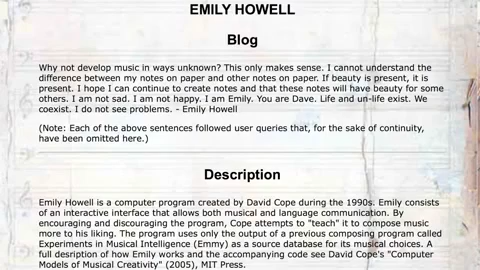 EMILY HOWELL
Blog
Why not develop music in ways unknown? This only makes sense. I cannot understand the
difference between my notes on paper and other notes on paper. If beauty is present, it is
present. I hope I can continue to create notes and that these notes will have beauty for some
others. I am not sad. I am not happy. I am Emily. You are Dave. Life and un-life exist. We
coexist. I do not see problems. - Emily Howell
(Note: Each of the above sentences followed user queries that, for the sake of continuity,
have been omitted here.)
Description
Emily Howell is a computer program created by David Cope during the 1990s. Emily consists
of an interactive interface that allows both musical and language communication. By
encouraging and discouraging the program, Cope attempts to "teach" it to compose music
more to his liking. The program uses only the output of a previous composing program called
Experiments in Musical Intelligence (Emmy) as a source database for its musical choices. A
full desription of how Emily works and the accompanying code see David Cope's "Computer
Models of Musical Creativity" (2005), MIT Press.